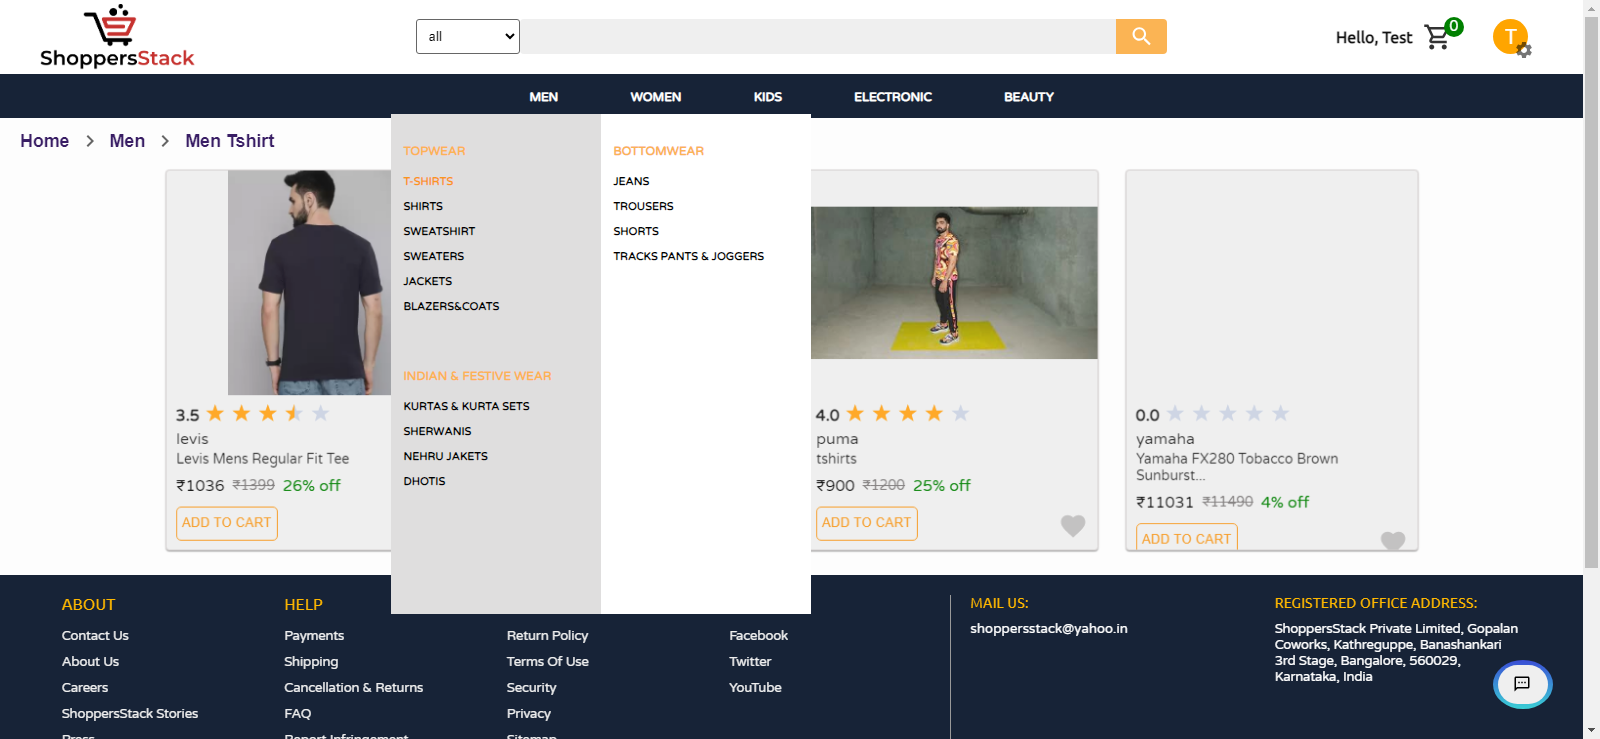 ShoppersStack
all
Hello, Test
0
T
MEN
WOMEN
KIDS
ELECTRONIC
BEAUTY
Home > Men > Men Tshirt
TOPWEAR
T-SHIRTS
SHIRTS
SWEATSHIRT
SWEATERS
JACKETS
BLAZERS&COATS
INDIAN & FESTIVE WEAR
KURTAS & KURTA SETS
SHERWANIS
NEHRU JAKETS
DHOTIS
BOTTOMWEAR
JEANS
TROUSERS
SHORTS
TRACKS PANTS & JOGGERS
3.5
levis
Levis Mens Regular Fit Tee
₹1036 ₹1399 26% off
ADD TO CART
4.0
puma
tshirts
₹900 ₹1200 25% off
ADD TO CART
0.0
yamaha
Yamaha FX280 Tobacco Brown
Sunburst...
₹11031 ₹11490 4% off
ADD TO CART
ABOUT
Contact Us
About Us
Careers
ShoppersStack Stories
Press
HELP
Payments
Shipping
Cancellation & Returns
FAQ
Report Infringement
Return Policy
Terms Of Use
Security
Privacy
Sitemap
Facebook
Twitter
YouTube
MAIL US:
shoppersstack@yahoo.in
REGISTERED OFFICE ADDRESS:
ShoppersStack Private Limited, Gopalan
Coworks, Kathreguppe, Banashankari
3rd Stage, Bangalore, 560029,
Karnataka, India